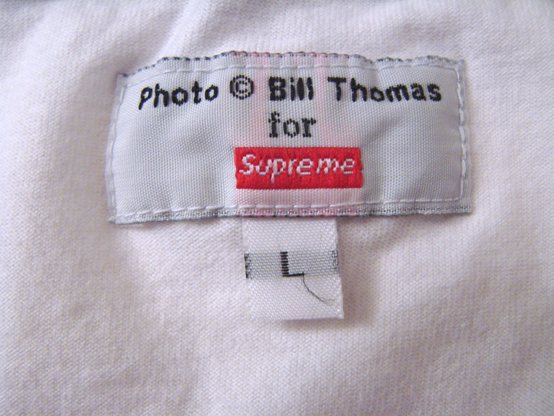 Photo © Bill Thomas
for
Supreme
L